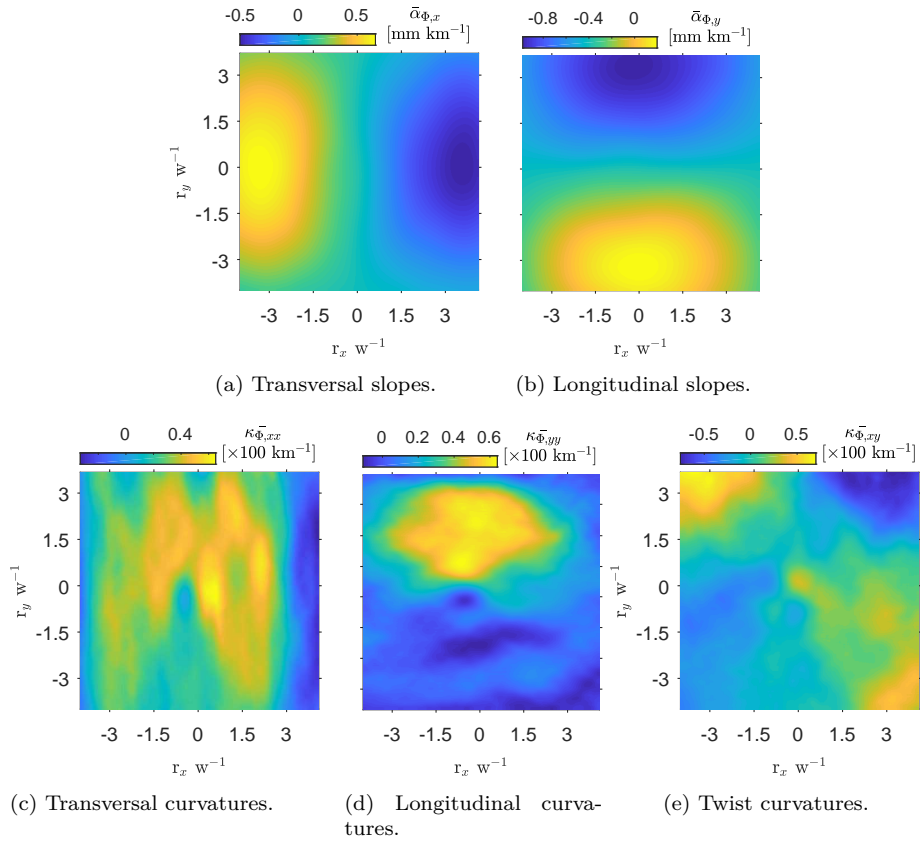 -0.5 0 0.5 ᾱ_Φ,x
[mm km⁻¹]
-0.8 -0.4 0 ᾱ_Φ,y
[mm km⁻¹]
3
1.5
0
-1.5
-3
r_y w⁻¹
-3 -1.5 0 1.5 3
r_x w⁻¹
-3 -1.5 0 1.5 3
r_x w⁻¹
(a) Transversal slopes.
(b) Longitudinal slopes.
0 0.4 κ_Φ̄,xx
[×100 km⁻¹]
3
1.5
0
-1.5
-3
r_y w⁻¹
-3 -1.5 0 1.5 3
r_x w⁻¹
(c) Transversal curvatures.
0 0.2 0.4 0.6 κ_Φ̄,yy
[×100 km⁻¹]
-3 -1.5 0 1.5 3
r_x w⁻¹
(d) Longitudinal curva-
tures.
-0.5 0 0.5 κ_Φ̄,xy
[×100 km⁻¹]
3
1.5
0
-1.5
-3
r_y w⁻¹
-3 -1.5 0 1.5 3
r_x w⁻¹
(e) Twist curvatures.